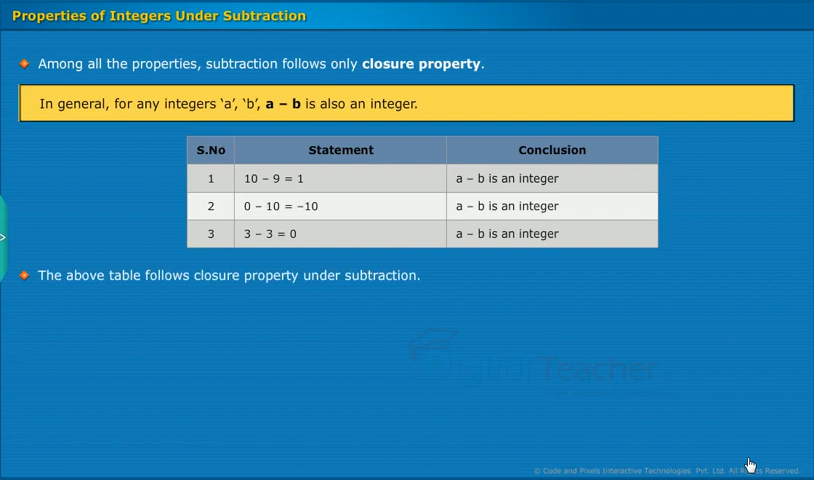 Properties of Integers Under Subtraction
Among all the properties, subtraction follows only closure property.
In general, for any integers ‘a’, ‘b’, a – b is also an integer.
S.No Statement Conclusion
1 10 – 9 = 1 a – b is an integer
2 0 – 10 = –10 a – b is an integer
3 3 – 3 = 0 a – b is an integer
The above table follows closure property under subtraction.
Digital Teacher
© Code and Pixels Interactive Technologies Pvt. Ltd. All Reserved.